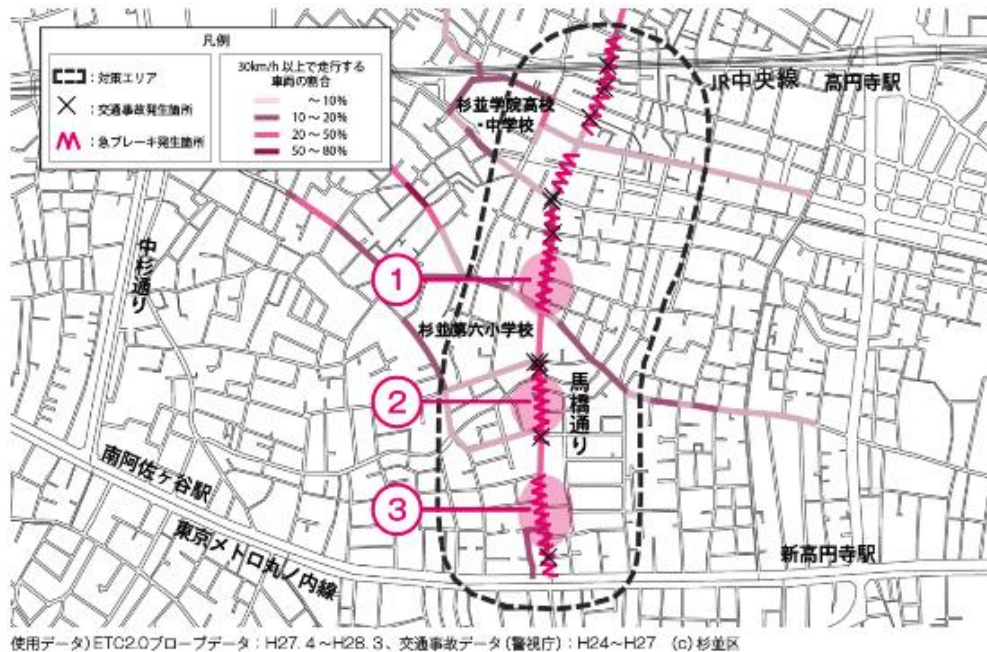 凡例
：対策エリア
：交通事故発生箇所
：急ブレーキ発生箇所
30km/h 以上で走行する
車両の割合
～10%
10～20%
20～50%
50～80%
JR中央線
高円寺駅
杉並学院高校
・中学校
中杉通り
①
杉並第六小学校
②
馬橋通り
③
南阿佐ヶ谷駅
東京メトロ丸ノ内線
新高円寺駅
使用データ) ETC2.0プローブデータ：H27. 4～H28. 3、交通事故データ (警視庁)：H24～H27　(c) 杉並区